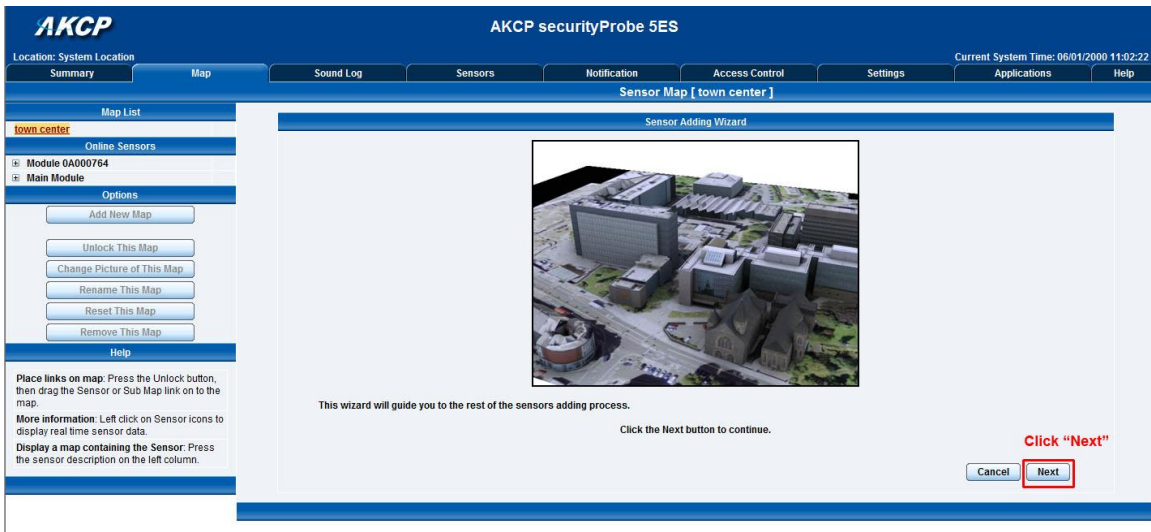 AKCP
AKCP securityProbe 5ES
Location: System Location
Current System Time: 06/01/2000 11:02:22
Summary
Map
Sound Log
Sensors
Notification
Access Control
Settings
Applications
Help
Sensor Map [ town center ]
Map List
town center
Online Sensors
Module 0A000764
Main Module
Options
Add New Map
Unlock This Map
Change Picture of This Map
Rename This Map
Reset This Map
Remove This Map
Help
Place links on map: Press the Unlock button,
then drag the Sensor or Sub Map link on to the
map.
More information: Left click on Sensor icons to
display real time sensor data.
Display a map containing the Sensor: Press
the sensor description on the left column.
Sensor Adding Wizard
This wizard will guide you to the rest of the sensors adding process.
Click the Next button to continue.
Click “Next”
Cancel
Next